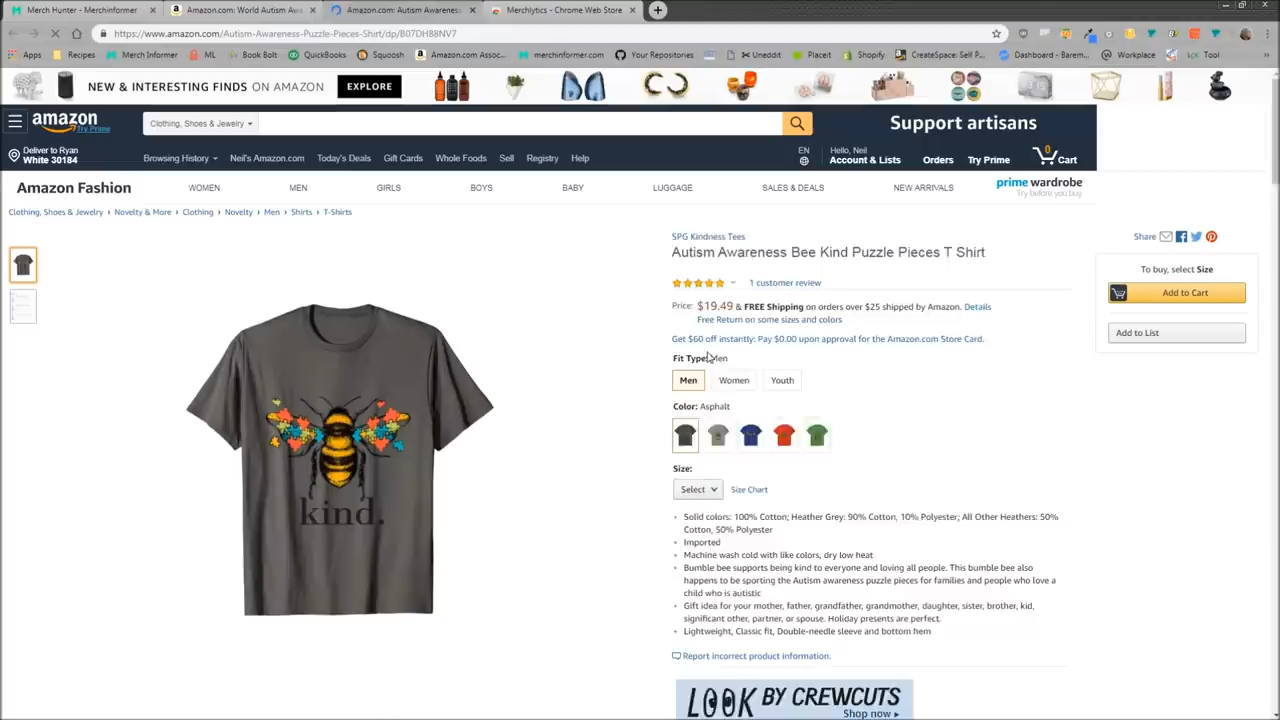 Merch Hunter - Merchinformer
Amazon.com: World Autism Aw
Amazon.com: Autism Awareness
Merchlytics - Chrome Web Store
https://www.amazon.com/Autism-Awareness-Puzzle-Pieces-Shirt/dp/B07DH88NV7
Apps Recipes Merch Informer ML Book Bolt QuickBooks Squoosh Amazon.com Assoc... merchinformer.com Your Repositories Uneddit Placeit Shopify CreateSpace: Self P... Dashboard - Barem... Workplace Tool
NEW & INTERESTING FINDS ON AMAZON EXPLORE
amazon
Try Prime
Clothing, Shoes & Jewelry
Support artisans
Deliver to Ryan
White 30184
Browsing History Neil's Amazon.com Today's Deals Gift Cards Whole Foods Sell Registry Help
EN
Hello, Neil
Account & Lists Orders Try Prime 0 Cart
Amazon Fashion WOMEN MEN GIRLS BOYS BABY LUGGAGE SALES & DEALS NEW ARRIVALS
prime wardrobe
Try before you buy
Clothing, Shoes & Jewelry › Novelty & More › Clothing › Novelty › Men › Shirts › T-Shirts
kind.
SPG Kindness Tees
Autism Awareness Bee Kind Puzzle Pieces T Shirt
1 customer review
Price: $19.49 & FREE Shipping on orders over $25 shipped by Amazon. Details
Free Return on some sizes and colors
Get $60 off instantly: Pay $0.00 upon approval for the Amazon.com Store Card.
Fit Type: Men
Men Women Youth
Color: Asphalt
Size:
Select Size Chart
Solid colors: 100% Cotton; Heather Grey: 90% Cotton, 10% Polyester; All Other Heathers: 50%
Cotton, 50% Polyester
Imported
Machine wash cold with like colors, dry low heat
Bumble bee supports being kind to everyone and loving all people. This bumble bee also
happens to be sporting the Autism awareness puzzle pieces for families and people who love a
child who is autistic
Gift idea for your mother, father, grandfather, grandmother, daughter, sister, brother, kid,
significant other, partner, or spouse. Holiday presents are perfect.
Lightweight, Classic fit, Double-needle sleeve and bottom hem
Report incorrect product information.
LOOK BY CREWCUTS
Shop now ▸
Share
To buy, select Size
Add to Cart
Add to List